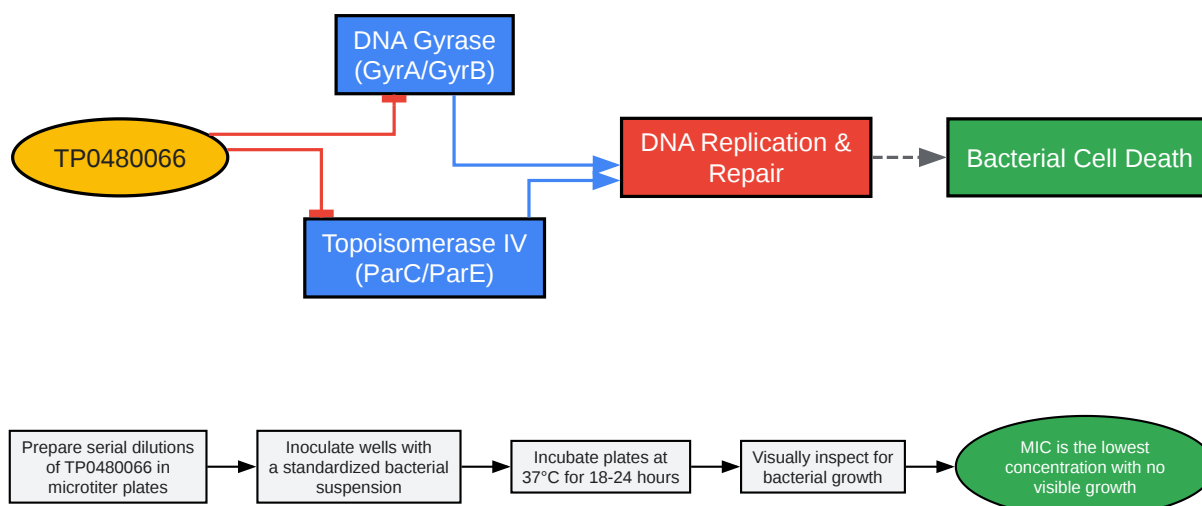 DNA Gyrase
(GyrA/GyrB)
TP0480066
DNA Replication &
Repair
Bacterial Cell Death
Topoisomerase IV
(ParC/ParE)
Prepare serial dilutions
of TP0480066 in
microtiter plates
Inoculate wells with
a standardized bacterial
suspension
Incubate plates at
37°C for 18-24 hours
Visually inspect for
bacterial growth
MIC is the lowest
concentration with no
visible growth